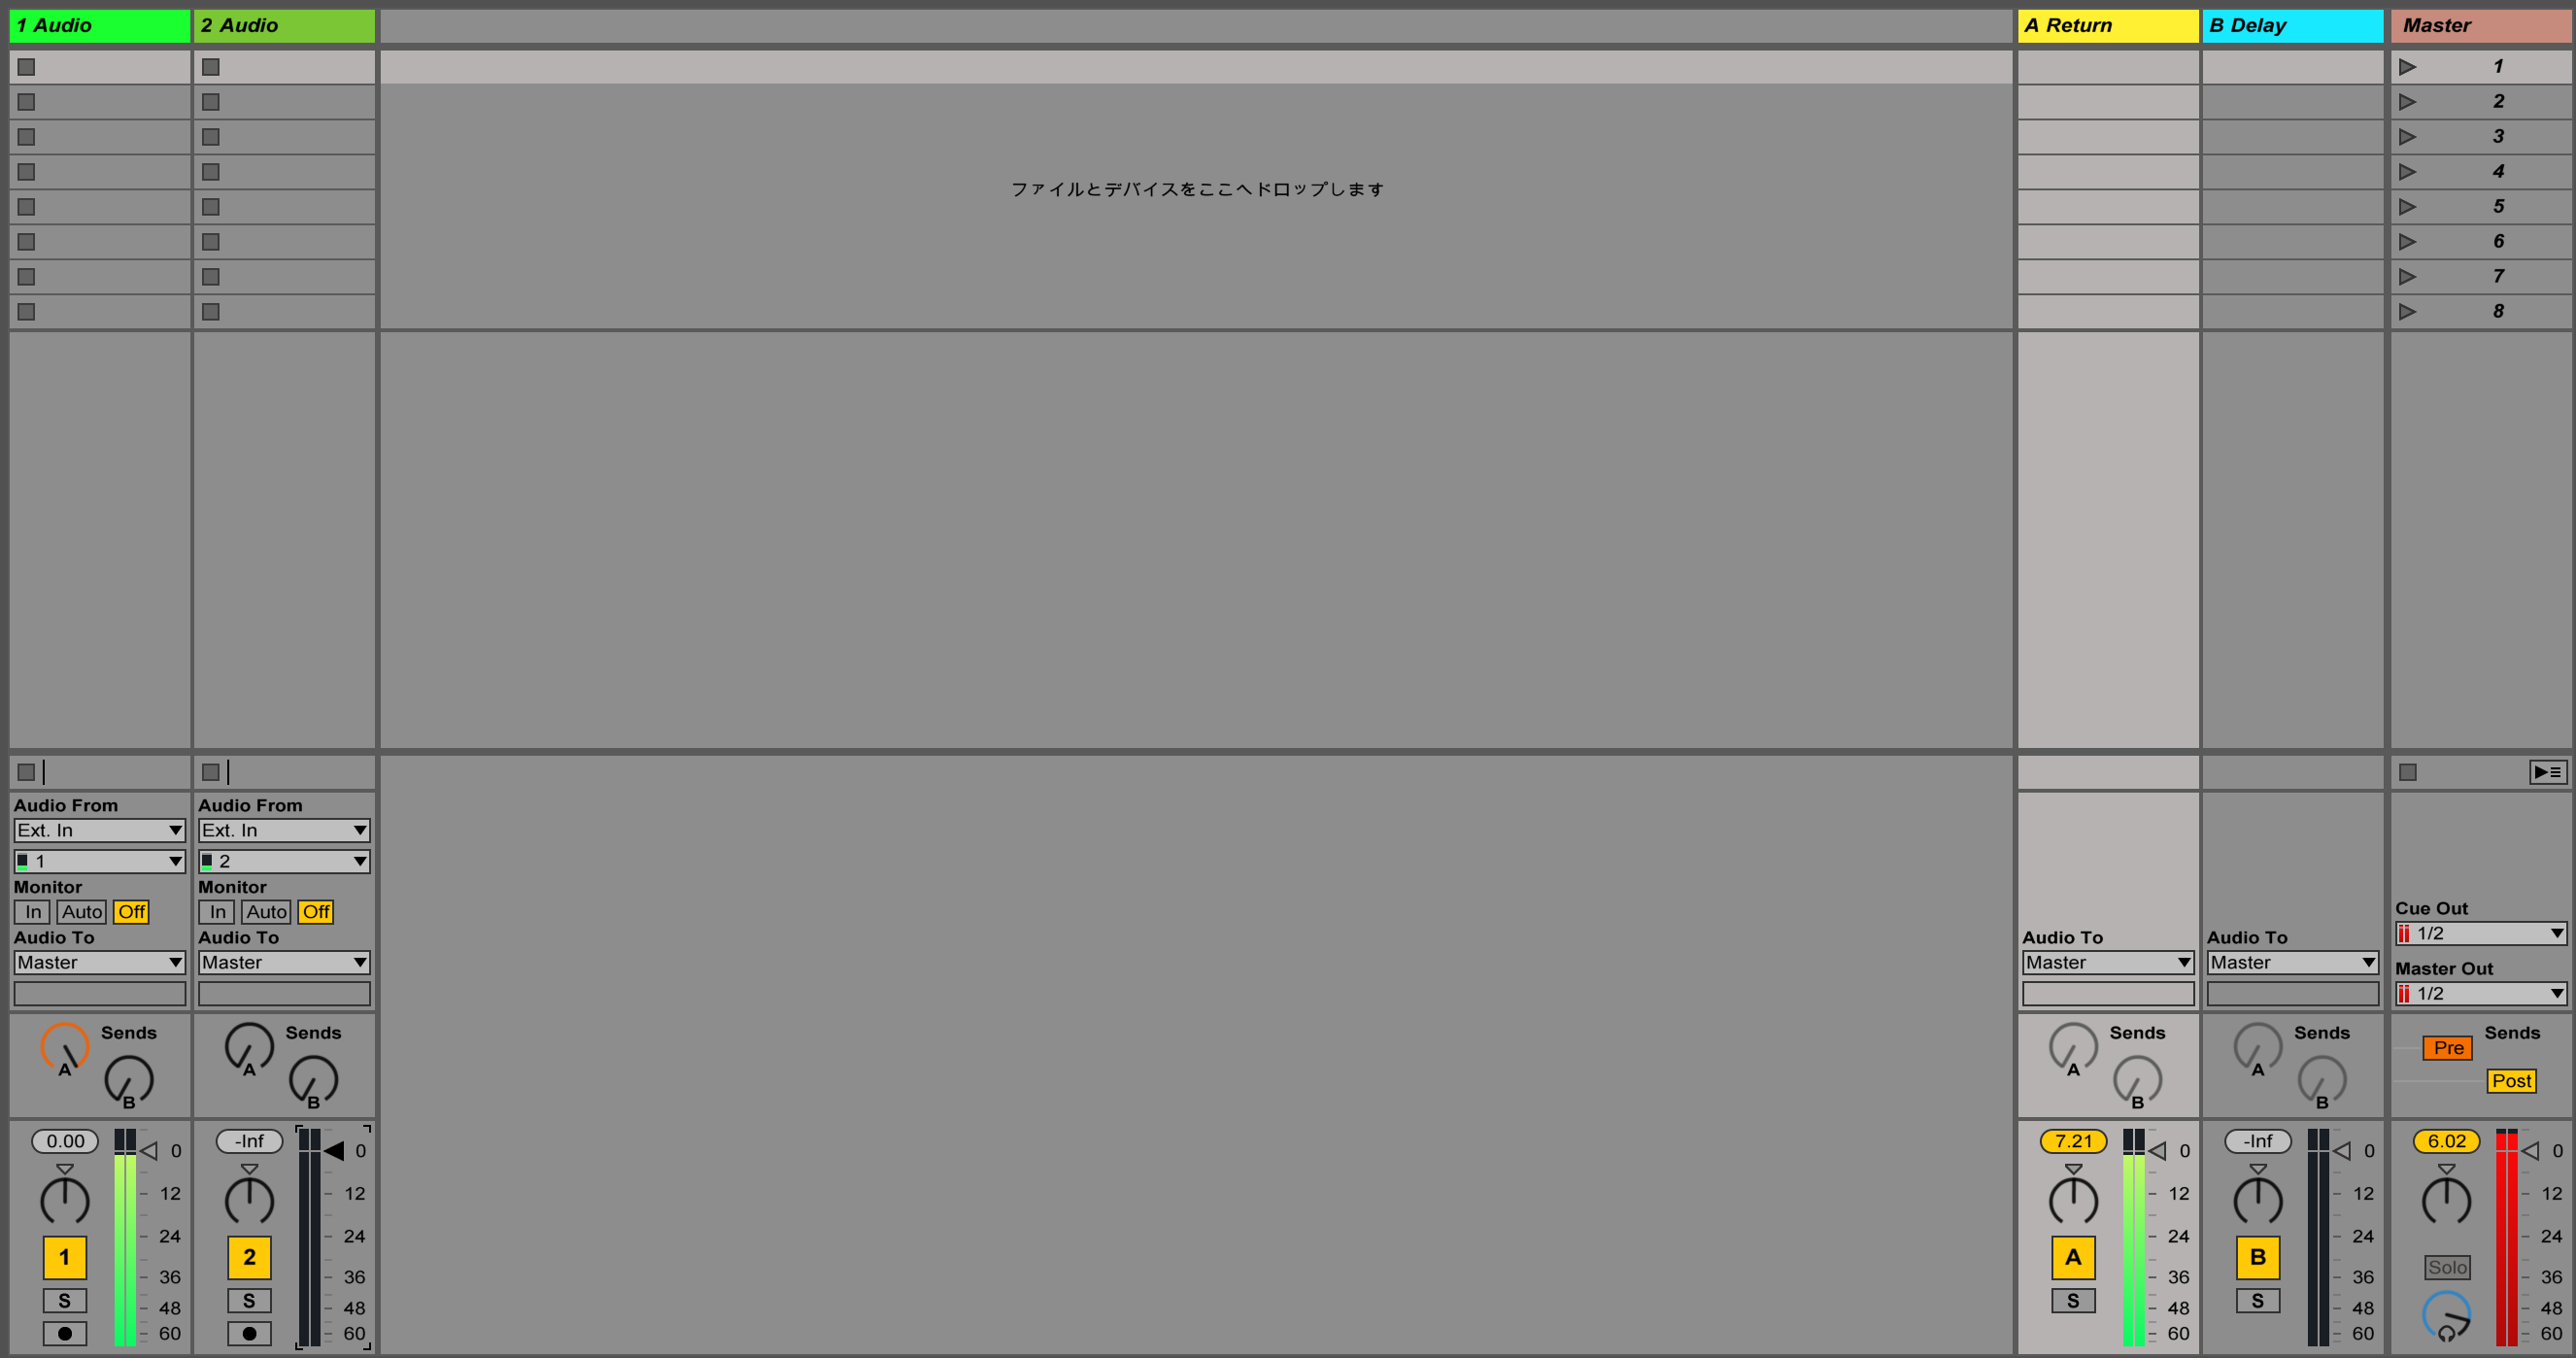 1 Audio
2 Audio
A Return
B Delay
Master
1
2
3
4
5
6
7
8
ファイルとデバイスをここへドロップします
Audio From
Ext. In
1
Monitor
In Auto Off
Audio To
Master
Sends
A
B
0.00
0
12
24
36
48
60
1
S
Audio From
Ext. In
2
Monitor
In Auto Off
Audio To
Master
Sends
A
B
-Inf
0
12
24
36
48
60
2
S
Audio To
Master
Sends
A
B
7.21
0
12
24
36
48
60
A
S
Audio To
Master
Sends
A
B
-Inf
0
12
24
36
48
60
B
S
Cue Out
1/2
Master Out
1/2
Sends
Pre
Post
6.02
0
12
24
36
48
60
Solo